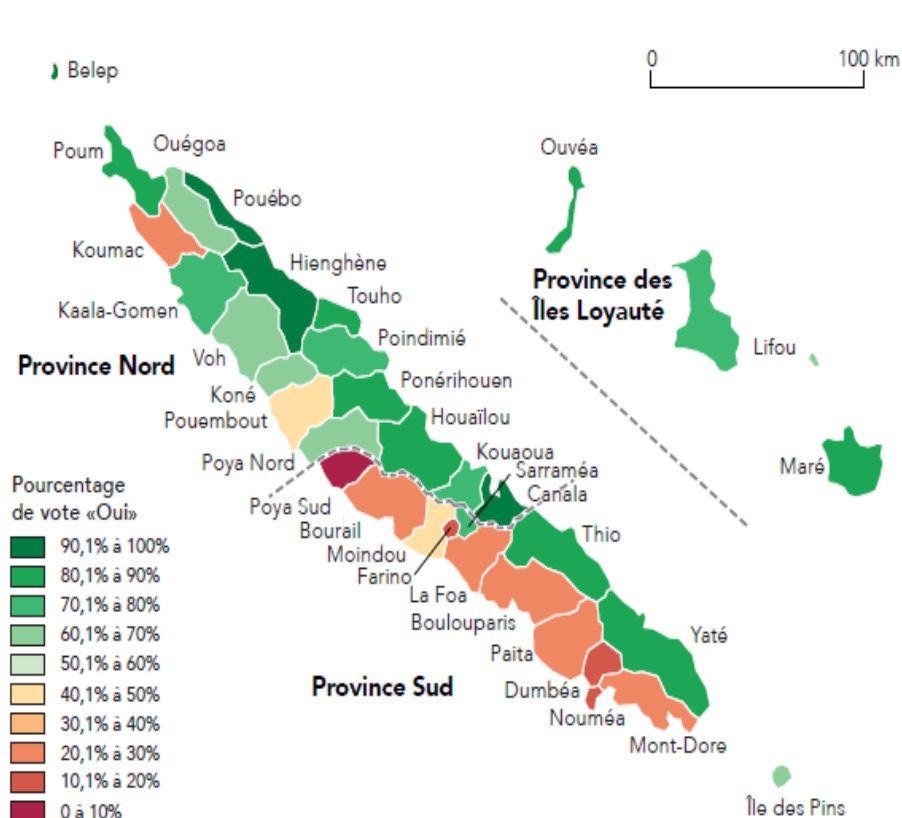 0 100 km
Belep
Poum
Ouégoa
Ouvéa
Pouébo
Koumac
Hienghène
Province des
Îles Loyauté
Touho
Kaala-Gomen
Poindimié
Lifou
Province Nord
Voh
Ponérihouen
Koné
Pouembout
Houaïlou
Kouaoua
Poya Nord
Sarraméa
Maré
Canala
Pourcentage
de vote «Oui»
Poya Sud
Bourail
Thio
90,1% à 100%
Moindou
80,1% à 90%
Farino
La Foa
70,1% à 80%
Boulouparis
60,1% à 70%
Yaté
Paita
50,1% à 60%
Province Sud
Dumbéa
40,1% à 50%
Nouméa
30,1% à 40%
Mont-Dore
20,1% à 30%
10,1% à 20%
Île des Pins
0 à 10%